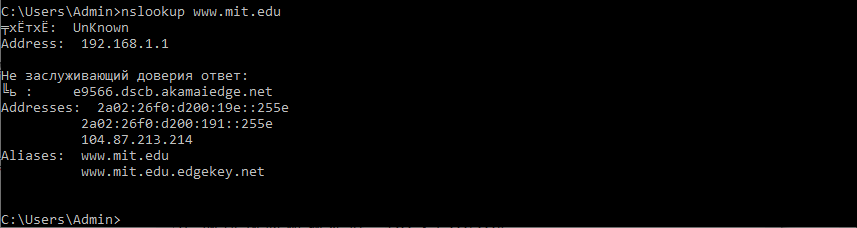 C:\Users\Admin>nslookup www.mit.edu
╤хЁтхЁ:  UnKnown
Address:  192.168.1.1

Не заслуживающий доверия ответ:
╚ь :     e9566.dscb.akamaiedge.net
Addresses:  2a02:26f0:d200:19e::255e
          2a02:26f0:d200:191::255e
          104.87.213.214
Aliases:  www.mit.edu
          www.mit.edu.edgekey.net

C:\Users\Admin>